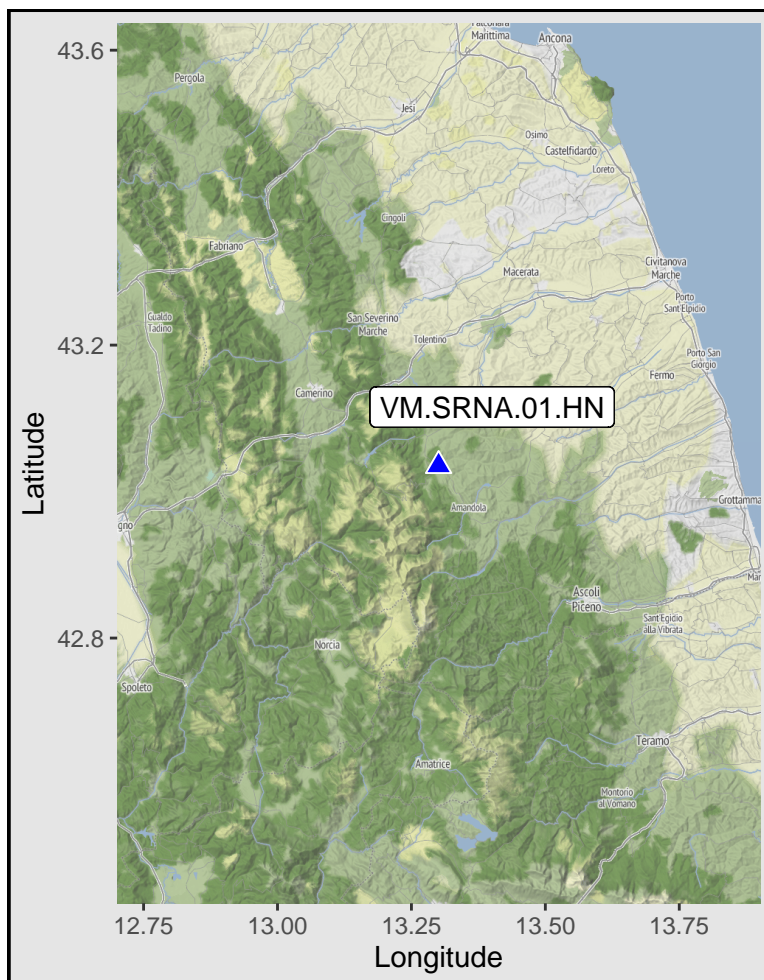 Falconara
Marittima
Ancona
43.6
Pergola
Jesi
Osimo
Castelfidardo
Loreto
Cingoli
Fabriano
Macerata
Civitanova
Marche
Porto
Sant'Elpidio
Gualdo
Tadino
San Severino
Marche
Tolentino
43.2
Porto San
Giorgio
Fermo
Camerino
VM.SRNA.01.HN
Latitude
Amandola
Grottamma
gno
Mar
Ascoli
Piceno
Sant'Egidio
alla Vibrata
42.8
Norcia
Spoleto
Teramo
Amatrice
Montorio
al Vomano
12.75
13.00
13.25
13.50
13.75
Longitude